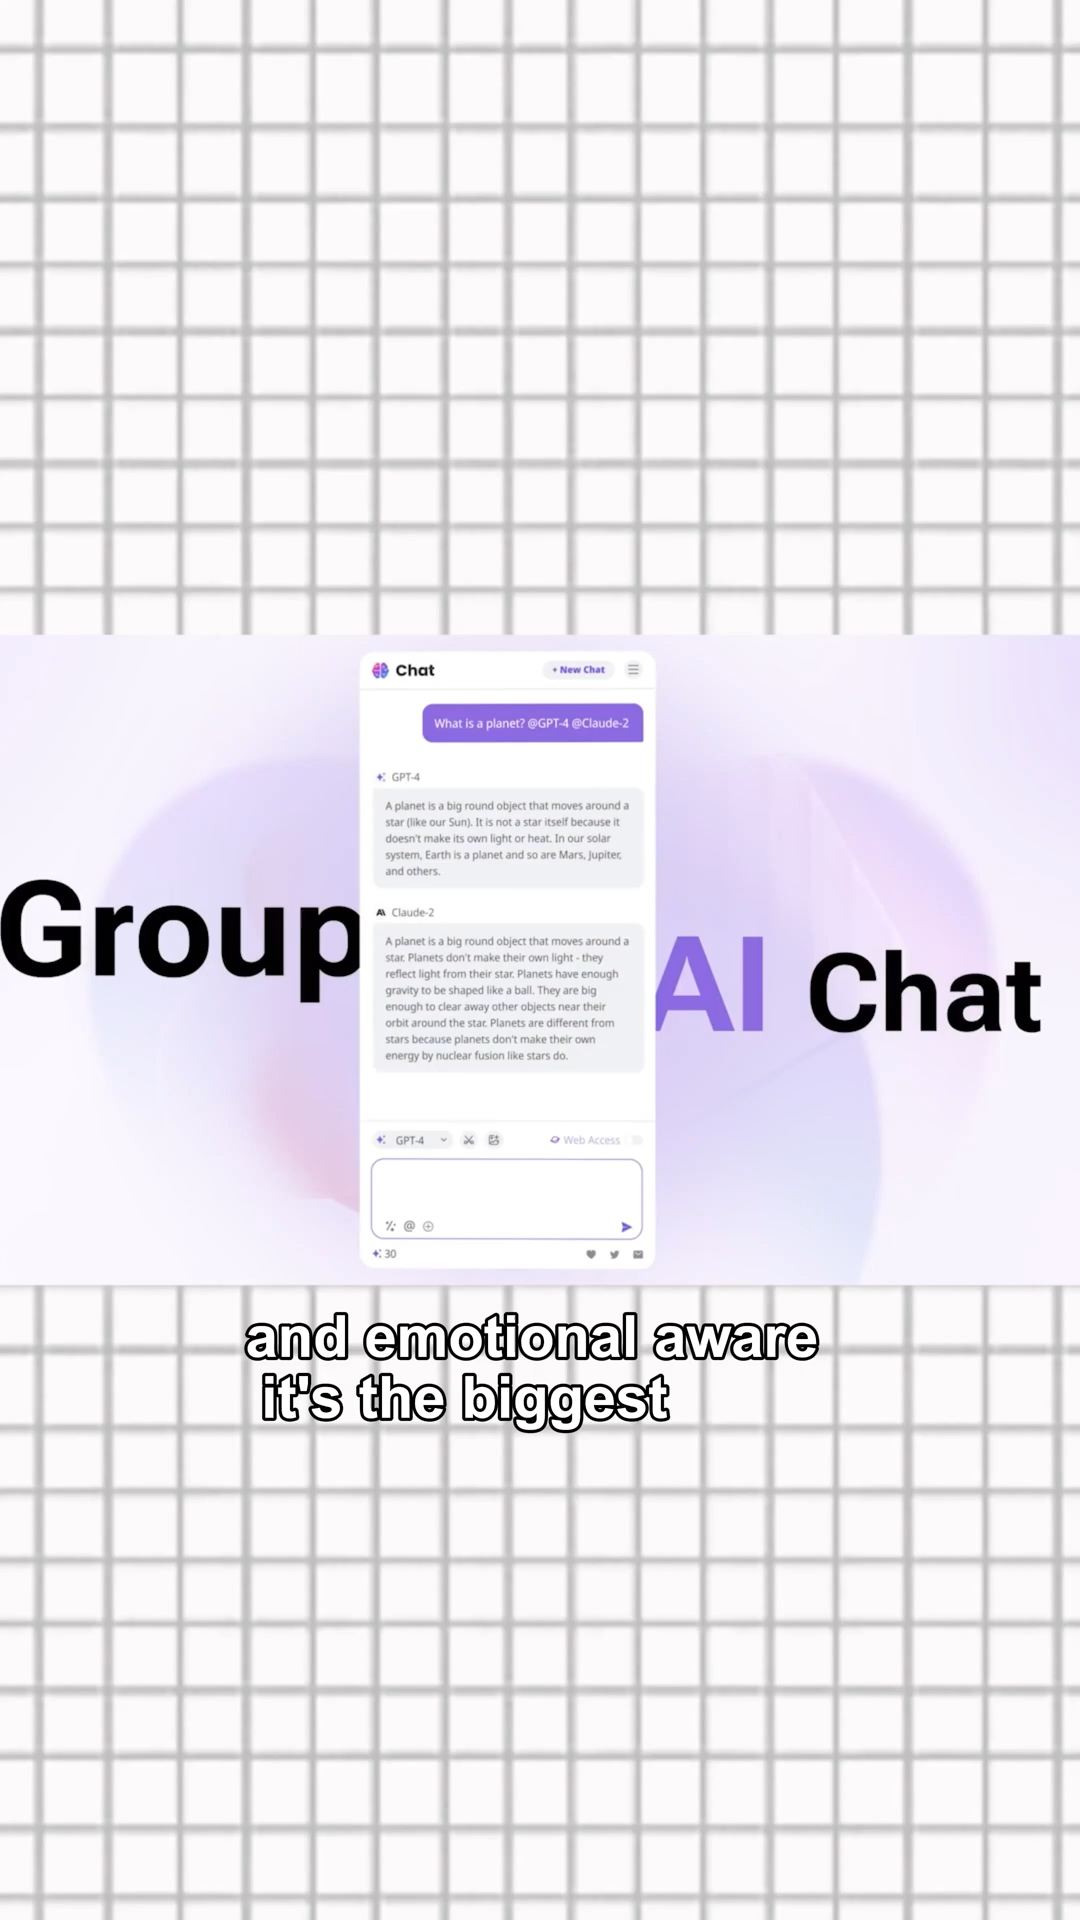 Chat
+ New Chat
What is a planet? @GPT-4 @Claude-2
GPT-4
A planet is a big round object that moves around a
star (like our Sun). It is not a star itself because it
doesn't make its own light or heat. In our solar
system, Earth is a planet and so are Mars, Jupiter,
and others.
Claude-2
A planet is a big round object that moves around a
star. Planets don't make their own light - they
reflect light from their star. Planets have enough
gravity to be shaped like a ball. They are big
enough to clear away other objects near their
orbit around the star. Planets are different from
stars because planets don't make their own
energy by nuclear fusion like stars do.
Group
AI Chat
GPT-4
Web Access
30
and emotional aware
it's the biggest